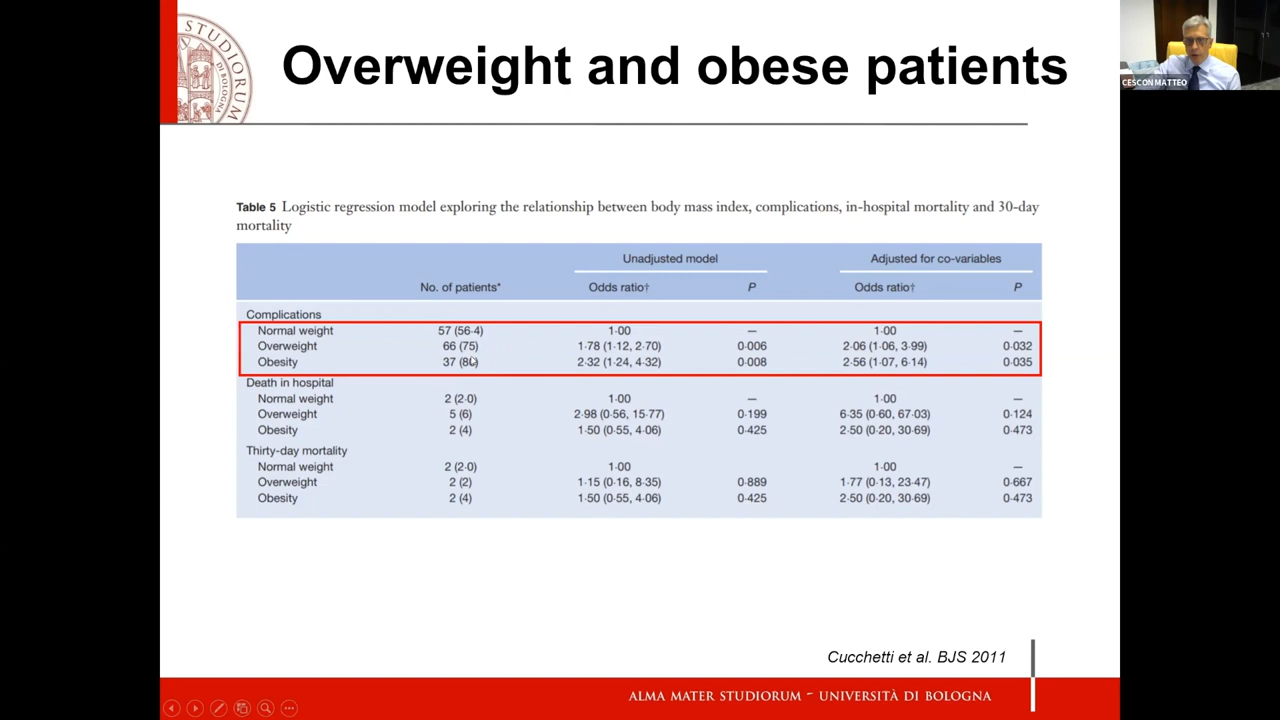 Overweight and obese patients
CESCON MATTEO
STUDIORUM
DI BOLOGNA
Table 5 Logistic regression model exploring the relationship between body mass index, complications, in-hospital mortality and 30-day
mortality
Unadjusted model Adjusted for co-variables
No. of patients* Odds ratio† P Odds ratio† P
Complications
Normal weight 57 (56·4) 1·00 — 1·00 —
Overweight 66 (75) 1·78 (1·12, 2·70) 0·006 2·06 (1·06, 3·99) 0·032
Obesity 37 2·32 (1·24, 4·32) 0·008 2·56 (1·07, 6·14) 0·035
Death in hospital
Normal weight 2 (2·0) 1·00 — 1·00 —
Overweight 5 (6) 2·98 (0·56, 15·77) 0·199 6·35 (0·60, 67·03) 0·124
Obesity 2 (4) 1·50 (0·55, 4·06) 0·425 2·50 (0·20, 30·69) 0·473
Thirty-day mortality
Normal weight 2 (2·0) 1·00 — 1·00 —
Overweight 2 (2) 1·15 (0·16, 8·35) 0·889 1·77 (0·13, 23·47) 0·667
Obesity 2 (4) 1·50 (0·55, 4·06) 0·425 2·50 (0·20, 30·69) 0·473
Cucchetti et al. BJS 2011
ALMA MATER STUDIORUM – UNIVERSITÀ DI BOLOGNA